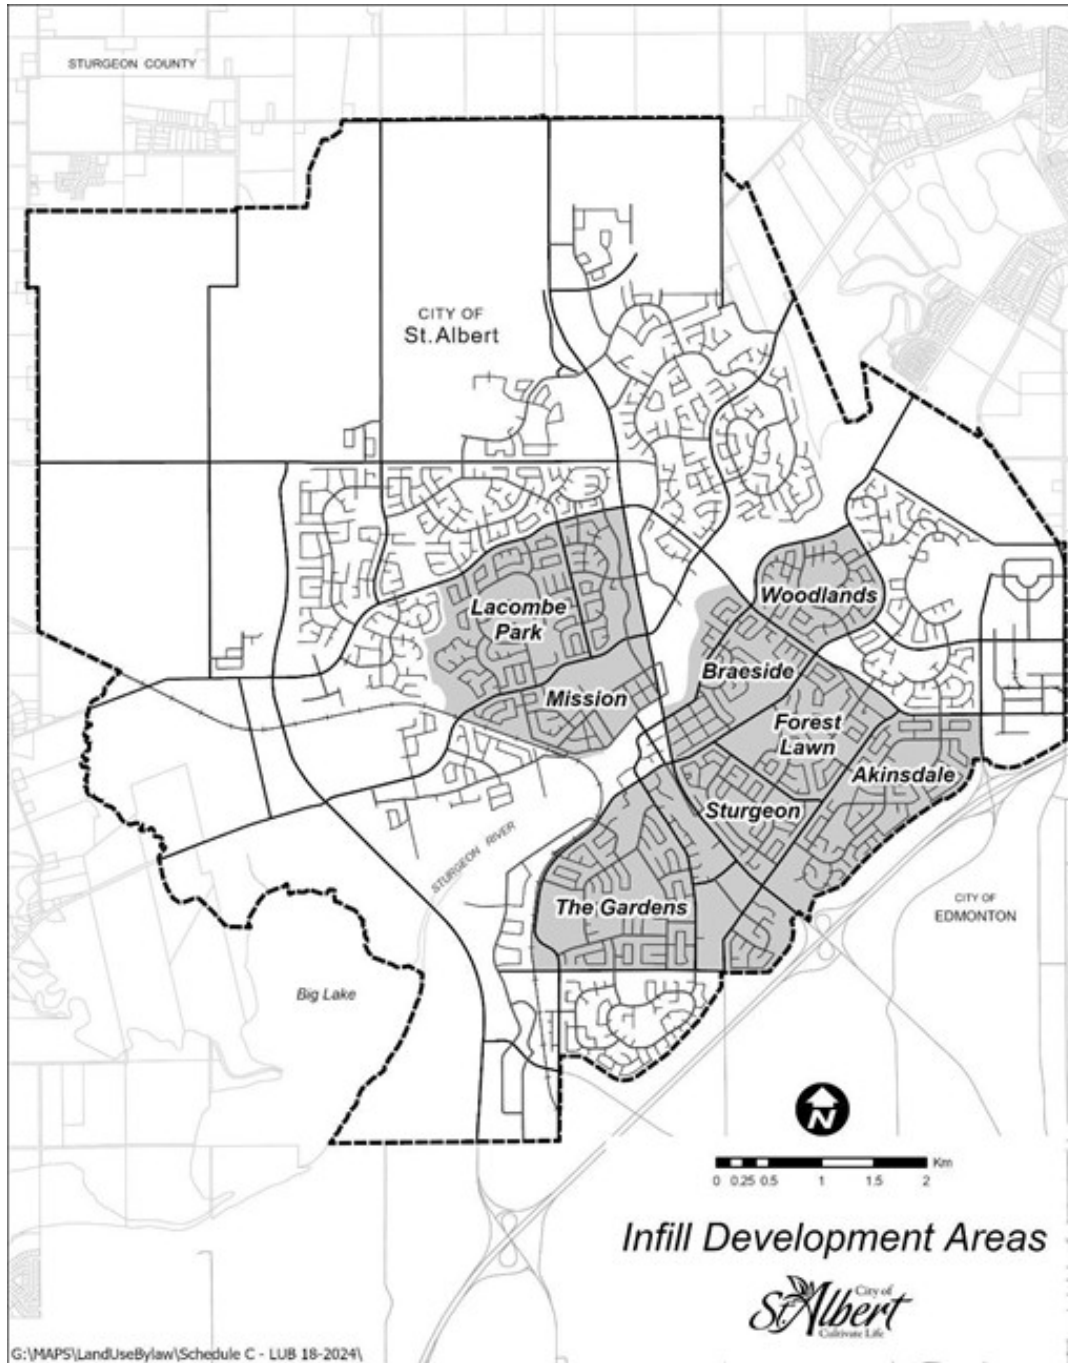 STURGEON COUNTY
CITY OF
St.Albert
Woodlands
Lacombe
Park
Braeside
Mission
Forest
Lawn
Akinsdale
Sturgeon
STURGEON RIVER
The Gardens
CITY OF
EDMONTON
Big Lake
N
Km
0 0.25 0.5 1 1.5 2
Infill Development Areas
City of
St. Albert
Cultivate Life
G:\MAPS\LandUseBylaw\Schedule C - LUB 18-2024\